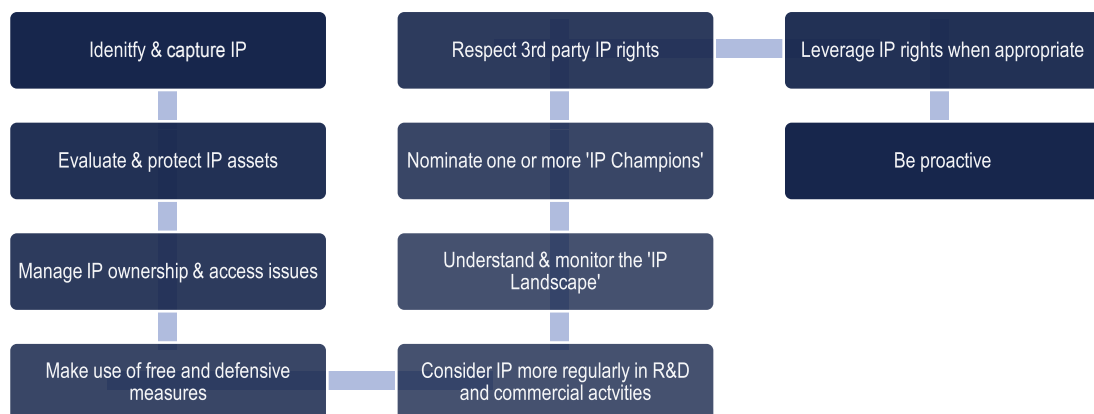 Idenitfy & capture IP
Evaluate & protect IP assets
Manage IP ownership & access issues
Make use of free and defensive
measures
Consider IP more regularly in R&D
and commercial actvities
Understand & monitor the 'IP
Landscape'
Nominate one or more 'IP Champions'
Respect 3rd party IP rights
Leverage IP rights when appropriate
Be proactive